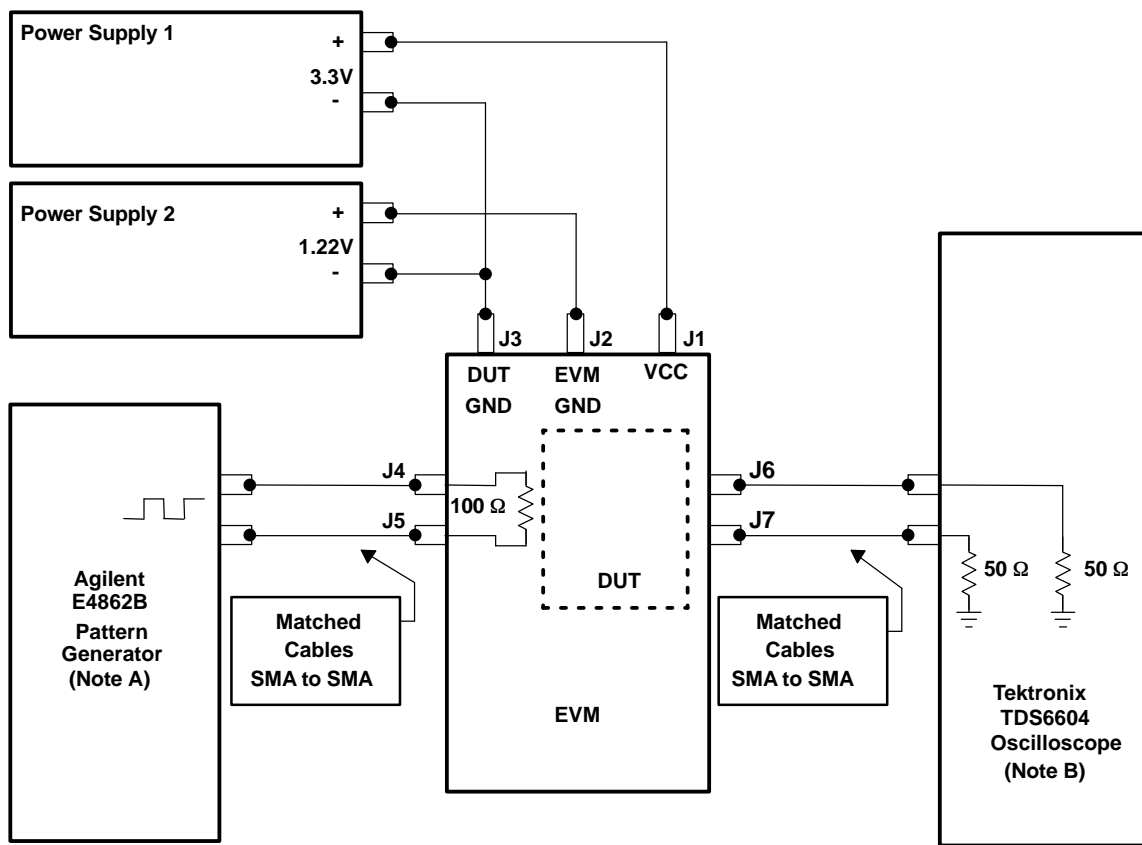 Power Supply 1
+
3.3V
-
Power Supply 2
+
1.22V
-
J3
J2
J1
DUT
GND
EVM
GND
VCC
J4
J5
100 Ω
J6
J7
DUT
50 Ω
50 Ω
Agilent
E4862B
Pattern
Generator
(Note A)
Matched
Cables
SMA to SMA
Matched
Cables
SMA to SMA
EVM
Tektronix
TDS6604
Oscilloscope
(Note B)